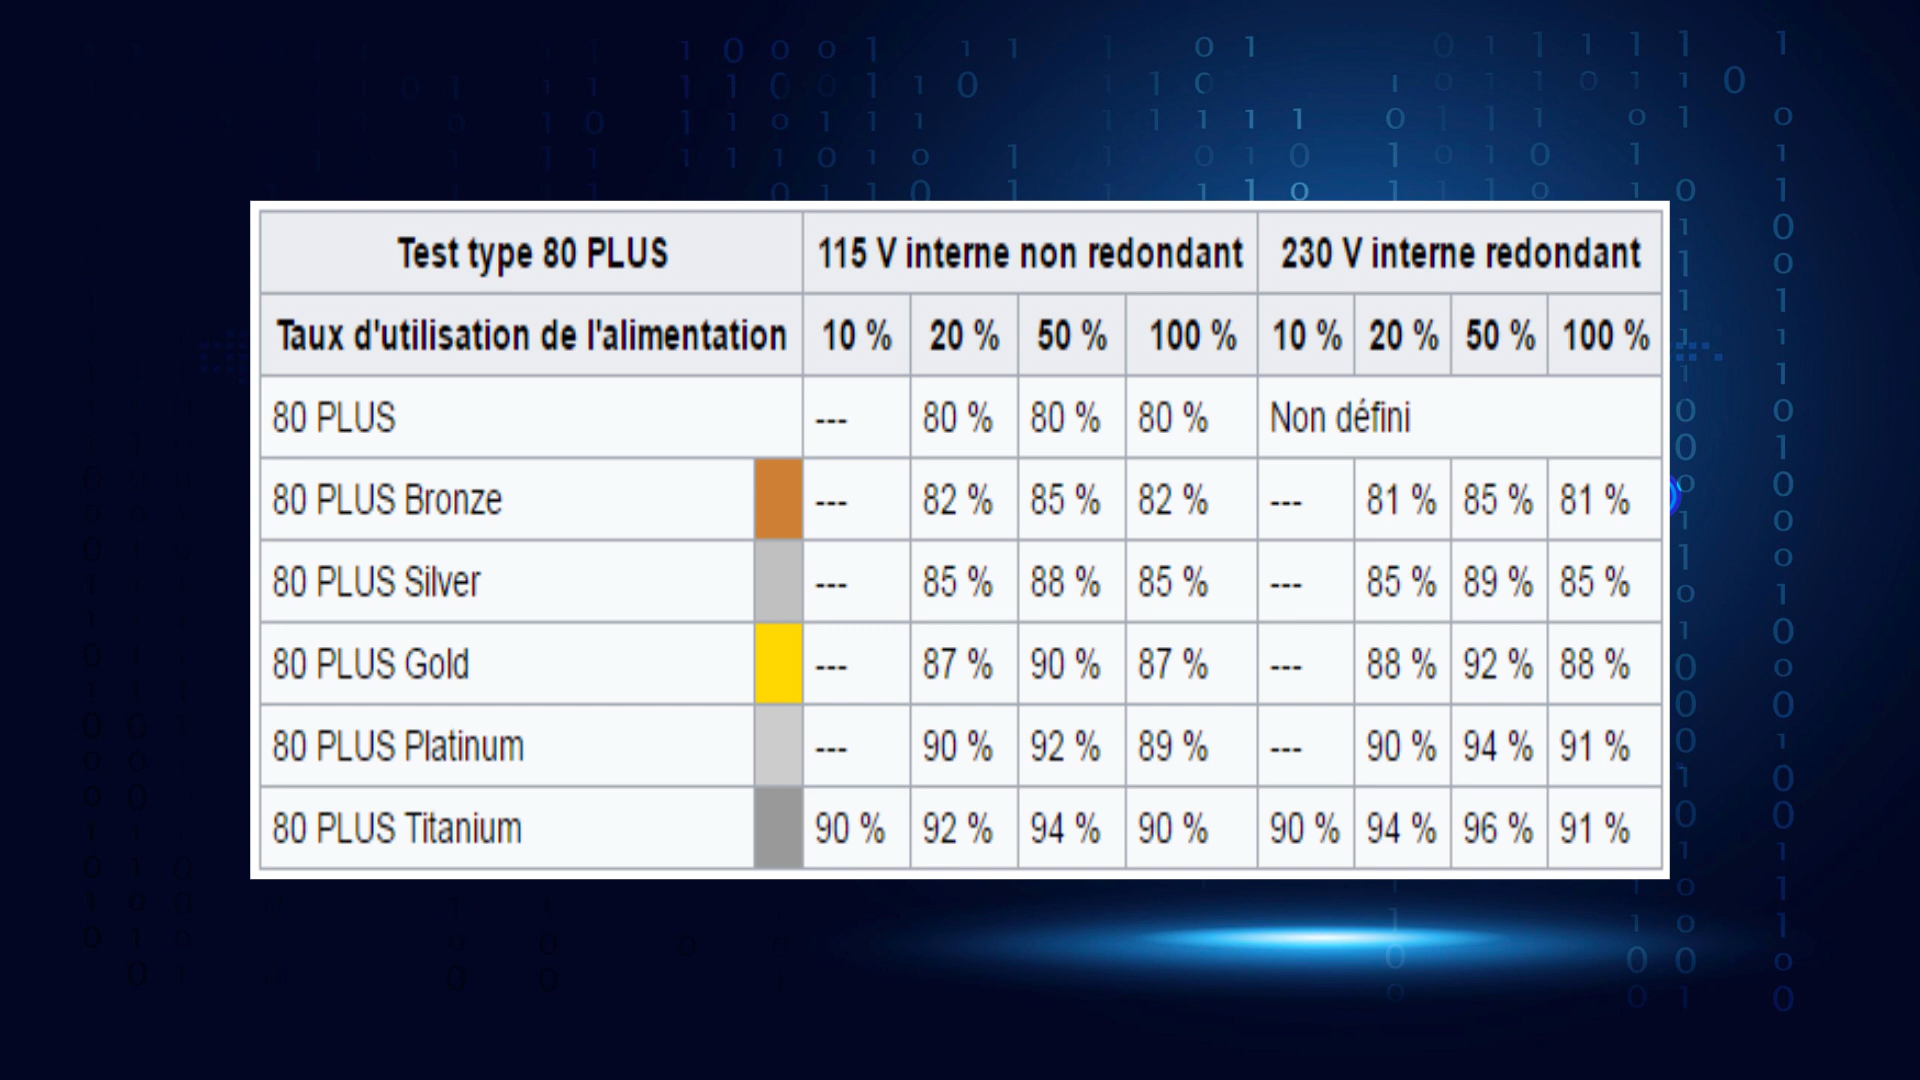 Test type 80 PLUS 115 V interne non redondant 230 V interne redondant
Taux d'utilisation de l'alimentation 10 % 20 % 50 % 100 % 10 % 20 % 50 % 100 %
80 PLUS --- 80 % 80 % 80 % Non défini
80 PLUS Bronze --- 82 % 85 % 82 % --- 81 % 85 % 81 %
80 PLUS Silver --- 85 % 88 % 85 % --- 85 % 89 % 85 %
80 PLUS Gold --- 87 % 90 % 87 % --- 88 % 92 % 88 %
80 PLUS Platinum --- 90 % 92 % 89 % --- 90 % 94 % 91 %
80 PLUS Titanium 90 % 92 % 94 % 90 % 90 % 94 % 96 % 91 %